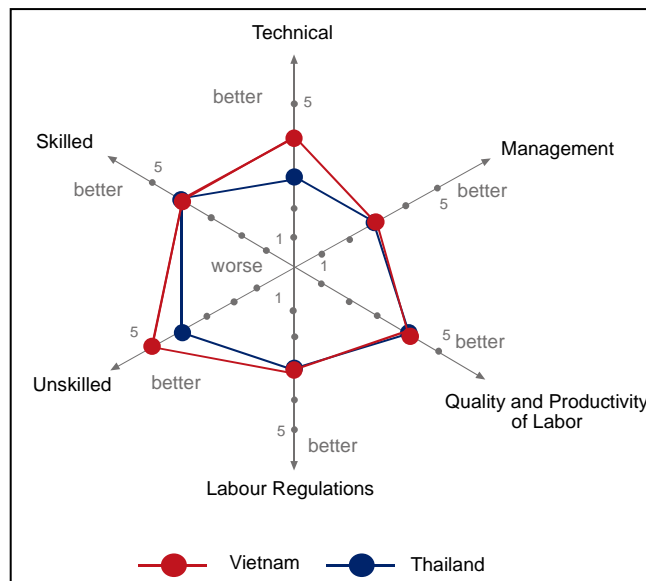 Technical
better
5
Skilled
5
better
Management
better
5
1
worse
1
1
5
better
5
Unskilled
better
Quality and Productivity
of Labor
5
better
Labour Regulations
Vietnam
Thailand